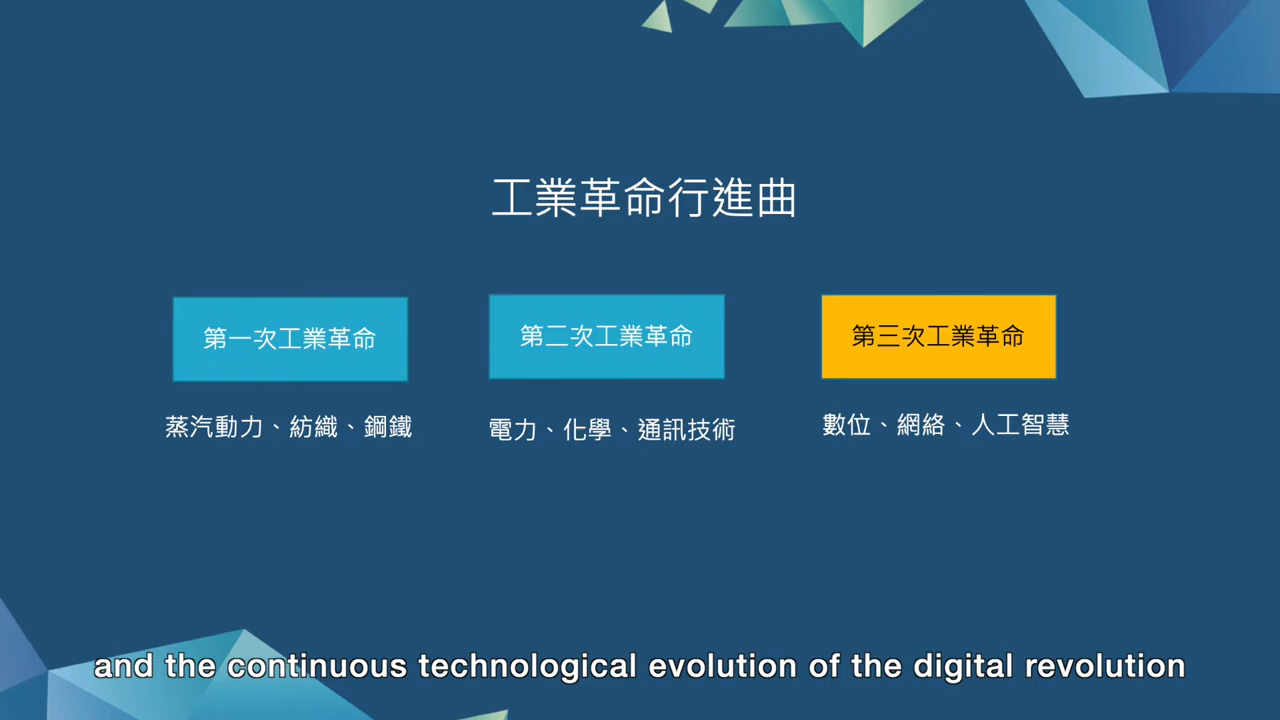 工業革命行進曲
第一次工業革命
第二次工業革命
第三次工業革命
蒸汽動力、紡織、鋼鐵
電力、化學、通訊技術
數位、網絡、人工智慧
and the continuous technological evolution of the digital revolution